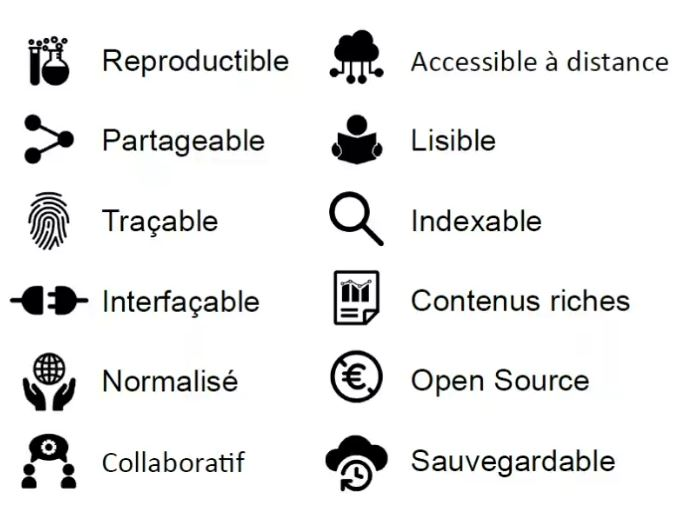 Reproductible
Accessible à distance
Partageable
Lisible
Traçable
Indexable
Interfaçable
Contenus riches
Normalisé
Open Source
Collaboratif
Sauvegardable